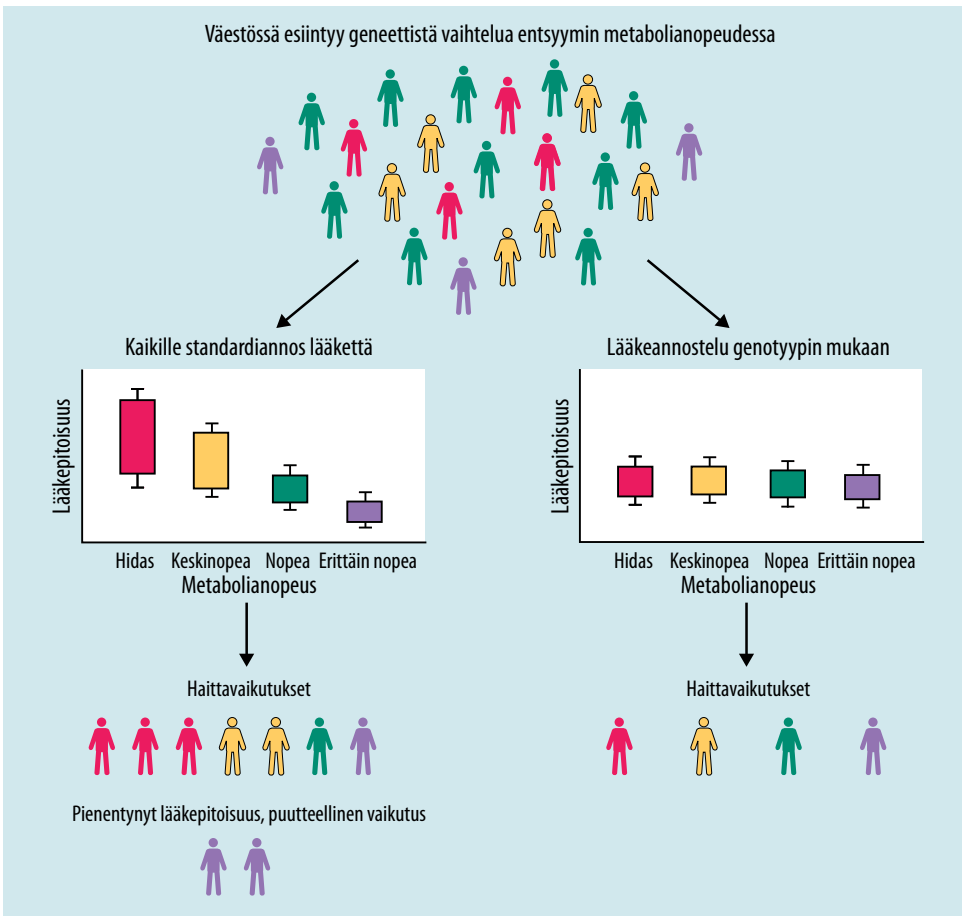 Väestössä esiintyy geneettistä vaihtelua entsyymin metabolianopeudessa
Kaikille standardiannos lääkettä
Lääkepitoisuus
Hidas Keskinopea Nopea Erittäin nopea
Metabolianopeus
Haittavaikutukset
Pienentynyt lääkepitoisuus, puutteellinen vaikutus
Lääkeannostelu genotyypin mukaan
Lääkepitoisuus
Hidas Keskinopea Nopea Erittäin nopea
Metabolianopeus
Haittavaikutukset